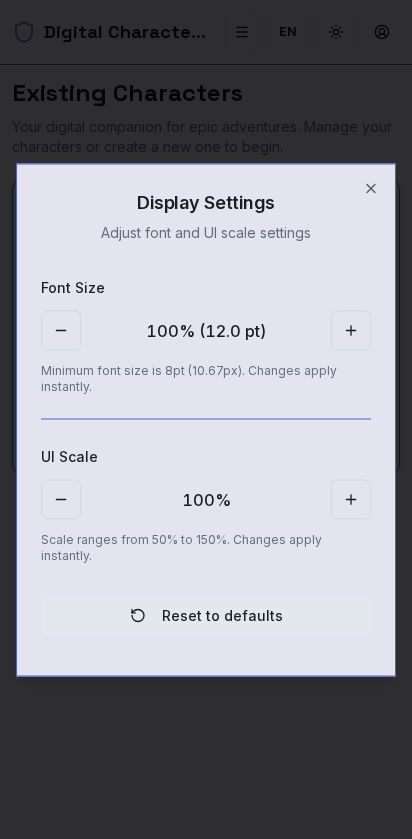 Digital Characte...
EN
Existing Characters
Your digital companion for epic adventures. Manage your
characters or create a new one to begin.
Display Settings
Adjust font and UI scale settings
Font Size
100% (12.0 pt)
Minimum font size is 8pt (10.67px). Changes apply
instantly.
UI Scale
100%
Scale ranges from 50% to 150%. Changes apply
instantly.
Reset to defaults